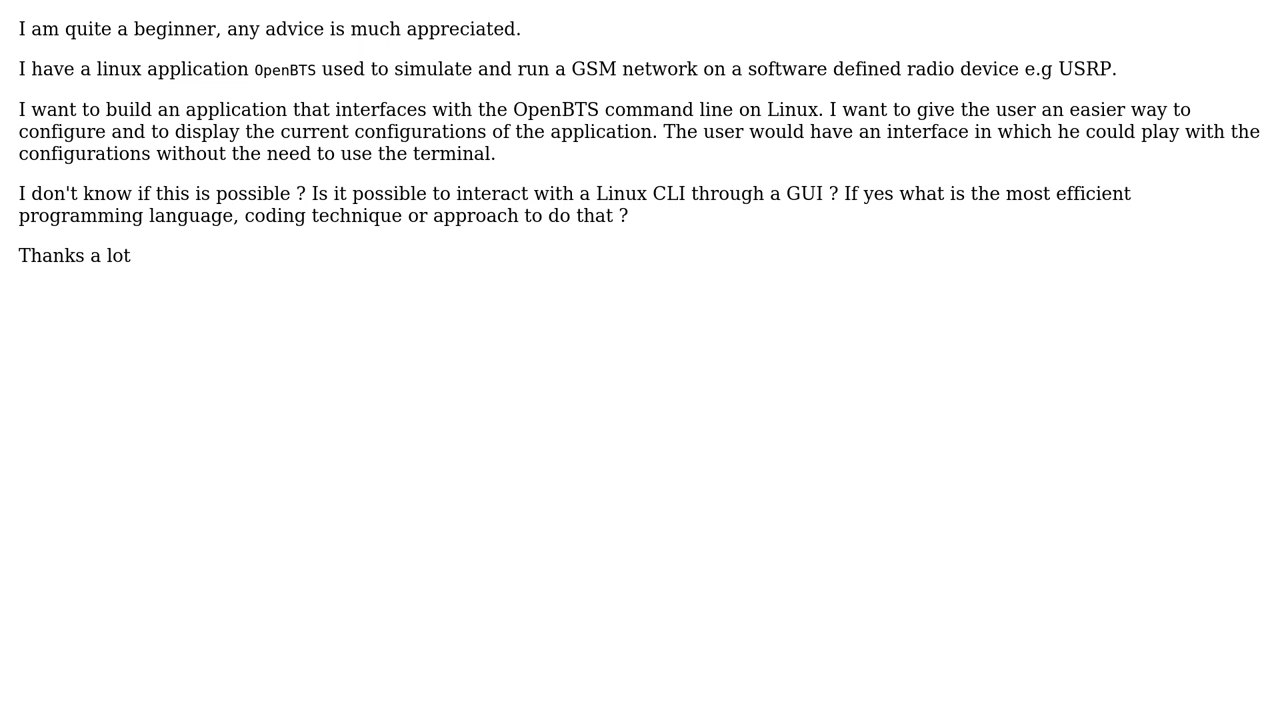 I am quite a beginner, any advice is much appreciated.
I have a linux application OpenBTS used to simulate and run a GSM network on a software defined radio device e.g USRP.
I want to build an application that interfaces with the OpenBTS command line on Linux. I want to give the user an easier way to
configure and to display the current configurations of the application. The user would have an interface in which he could play with the
configurations without the need to use the terminal.
I don't know if this is possible ? Is it possible to interact with a Linux CLI through a GUI ? If yes what is the most efficient
programming language, coding technique or approach to do that ?
Thanks a lot